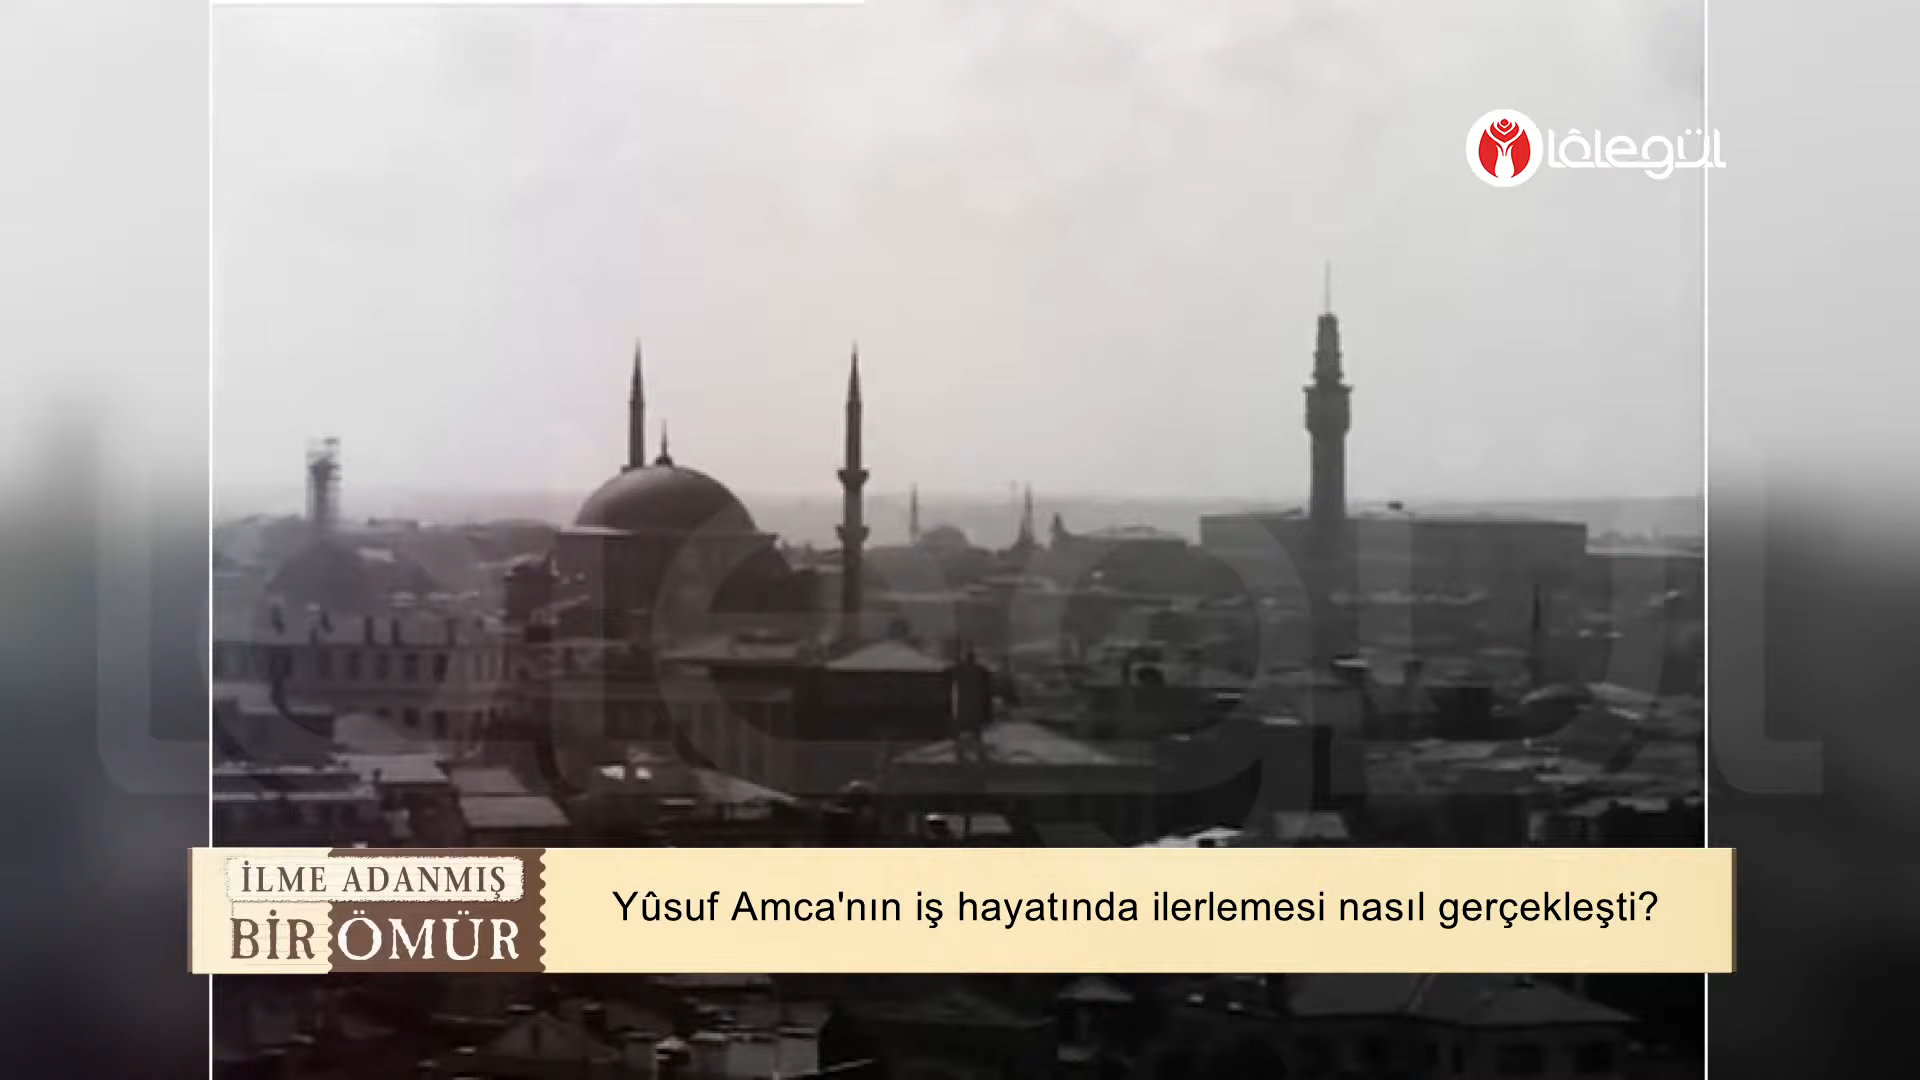 lâlegül
İLME ADANMIŞ
BİR ÖMÜR
Yûsuf Amca'nın iş hayatında ilerlemesi nasıl gerçekleşti?